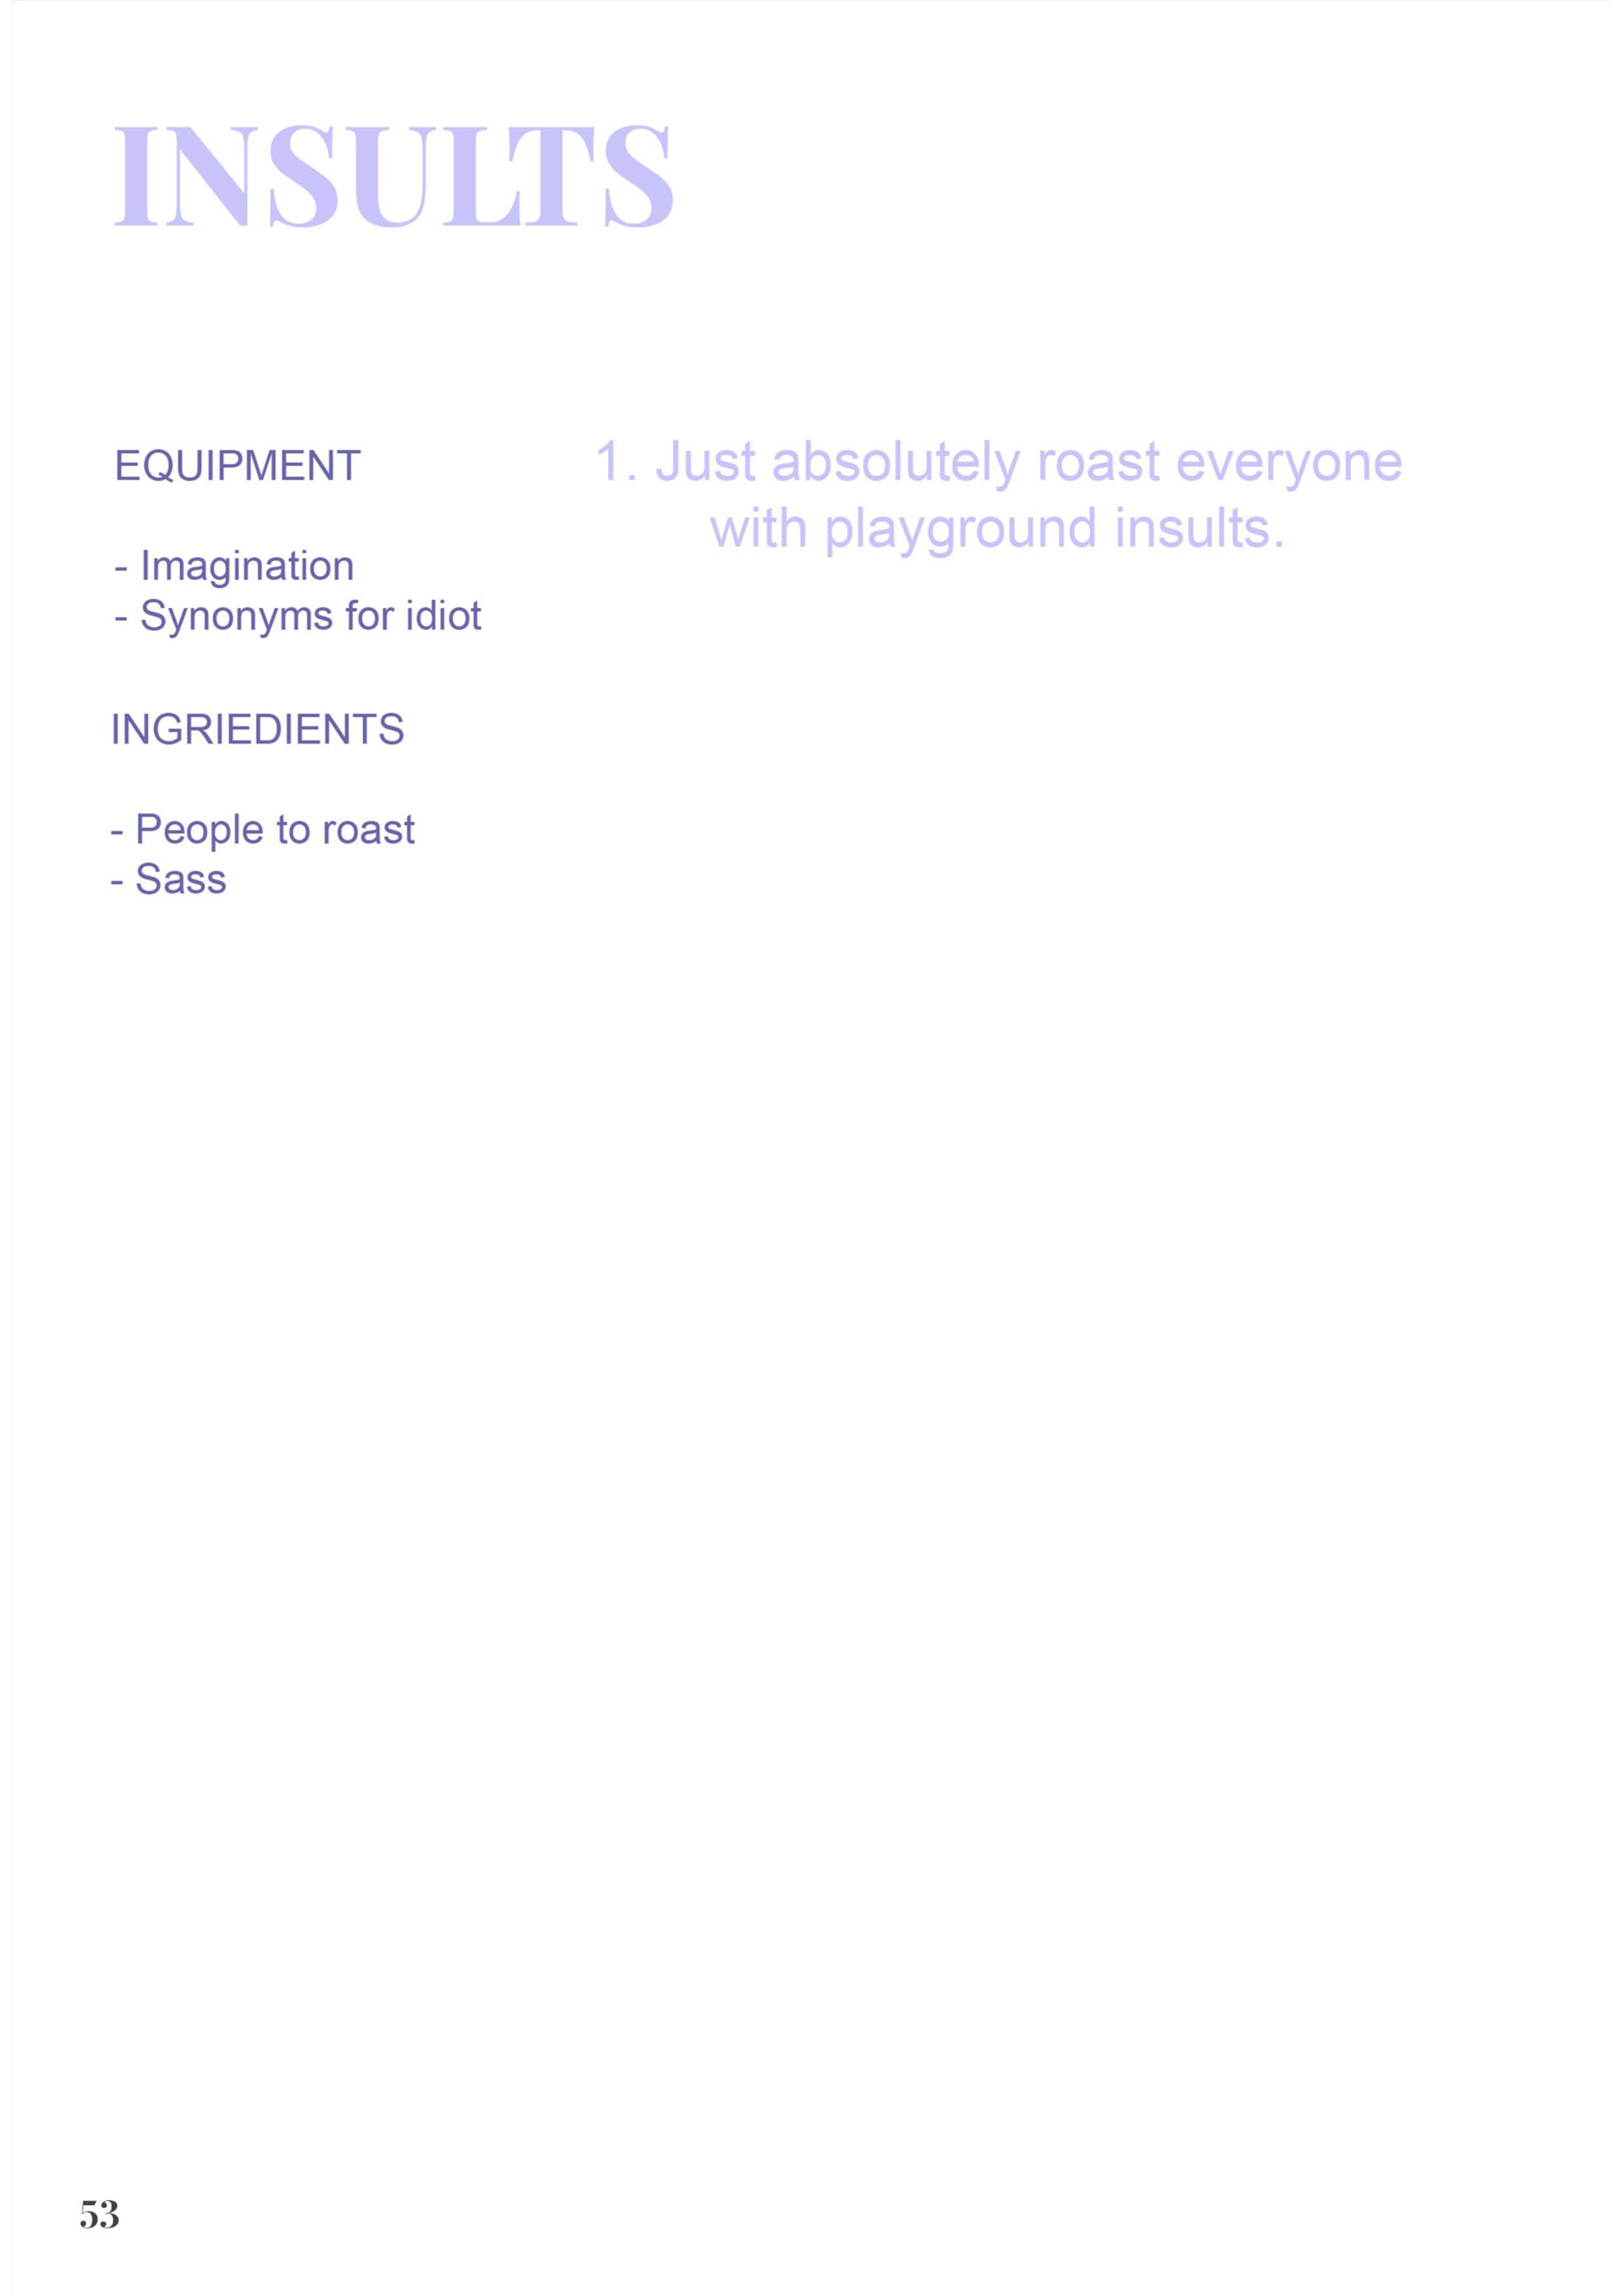 INSULTS
EQUIPMENT
- Imagination
- Synonyms for idiot
INGRIEDIENTS
- People to roast
- Sass
1. Just absolutely roast everyone
with playground insults.
53